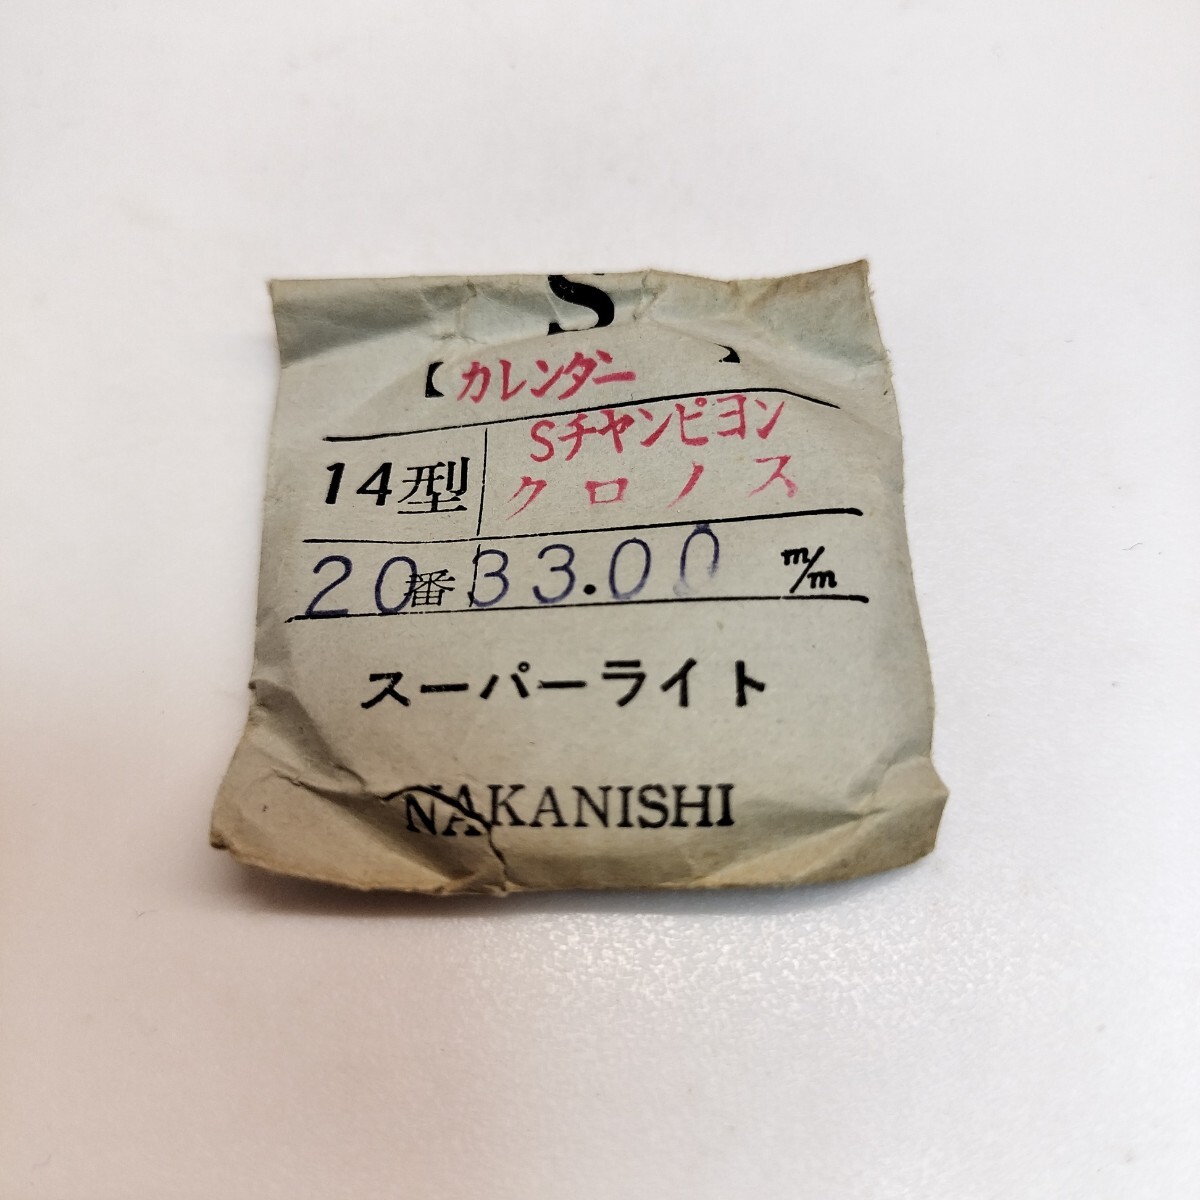 S
【カレンダー 】
Sチャンピヨン
14型 クロノス
20番 33.00 m/m
スーパーライト
NAKANISHI